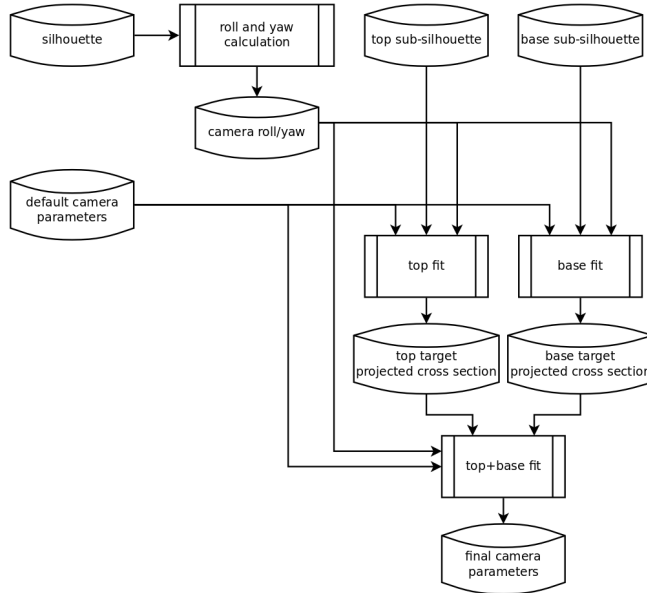 silhouette
roll and yaw
calculation
top sub-silhouette
base sub-silhouette
camera roll/yaw
default camera
parameters
top fit
base fit
top target
projected cross section
base target
projected cross section
top+base fit
final camera
parameters